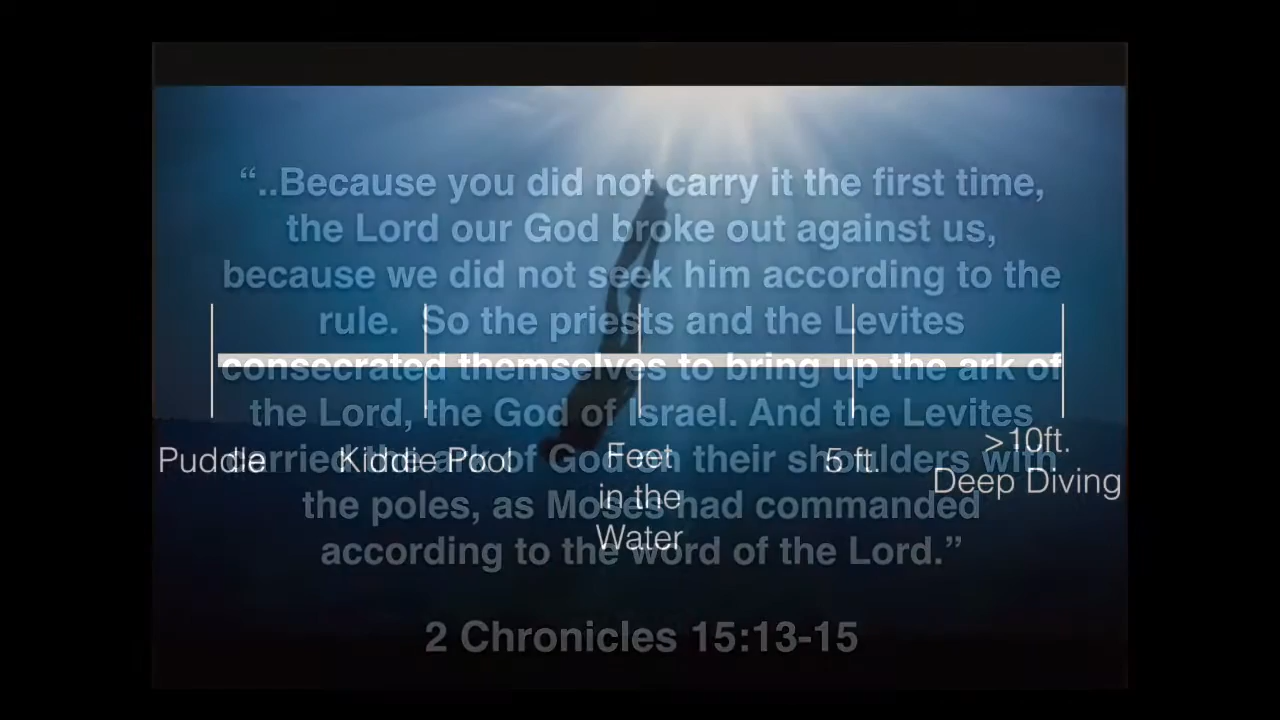 “..Because you did not carry it the first time,
the Lord our God broke out against us,
because we did not seek him according to the
rule.  So the priests and the Levites
consecrated themselves to bring up the ark of
the Lord, the God of Israel. And the Levites
carried the ark of God on their shoulders with
the poles, as Moses had commanded
according to the word of the Lord.”
2 Chronicles 15:13-15
Puddle
Kiddie Pool
Feet
in the
Water
5 ft.
>10ft.
Deep Diving